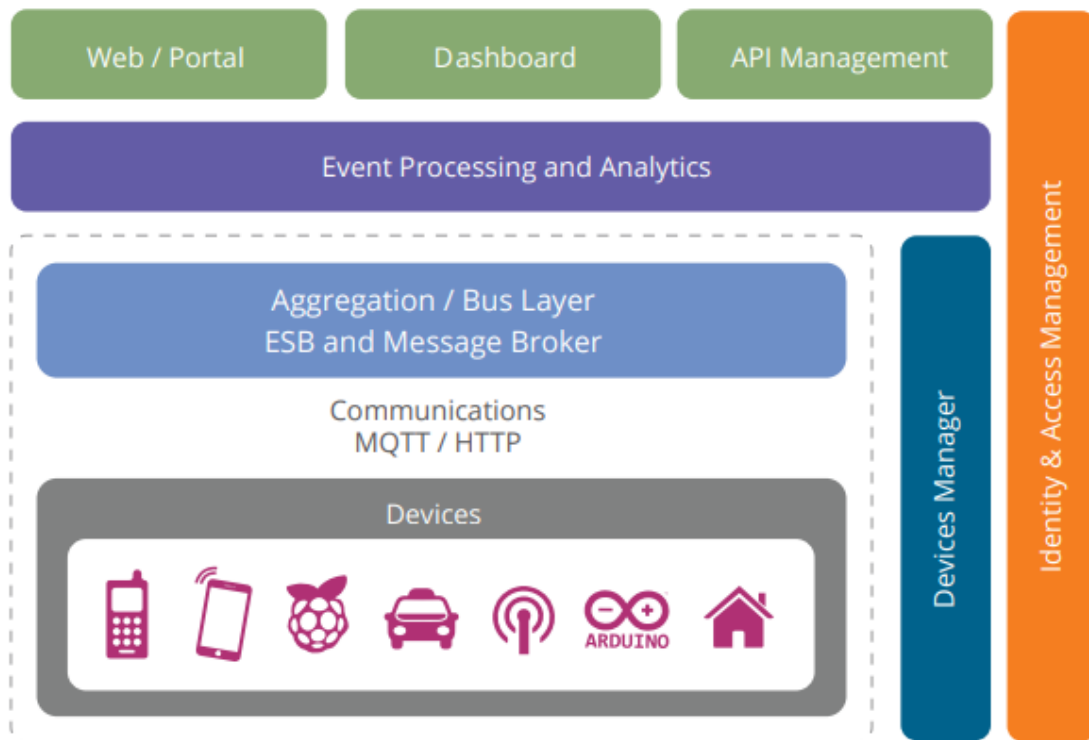 Web / Portal
Dashboard
API Management
Event Processing and Analytics
Aggregation / Bus Layer
ESB and Message Broker
Communications
MQTT / HTTP
Devices
ARDUINO
Devices Manager
Identity & Access Management